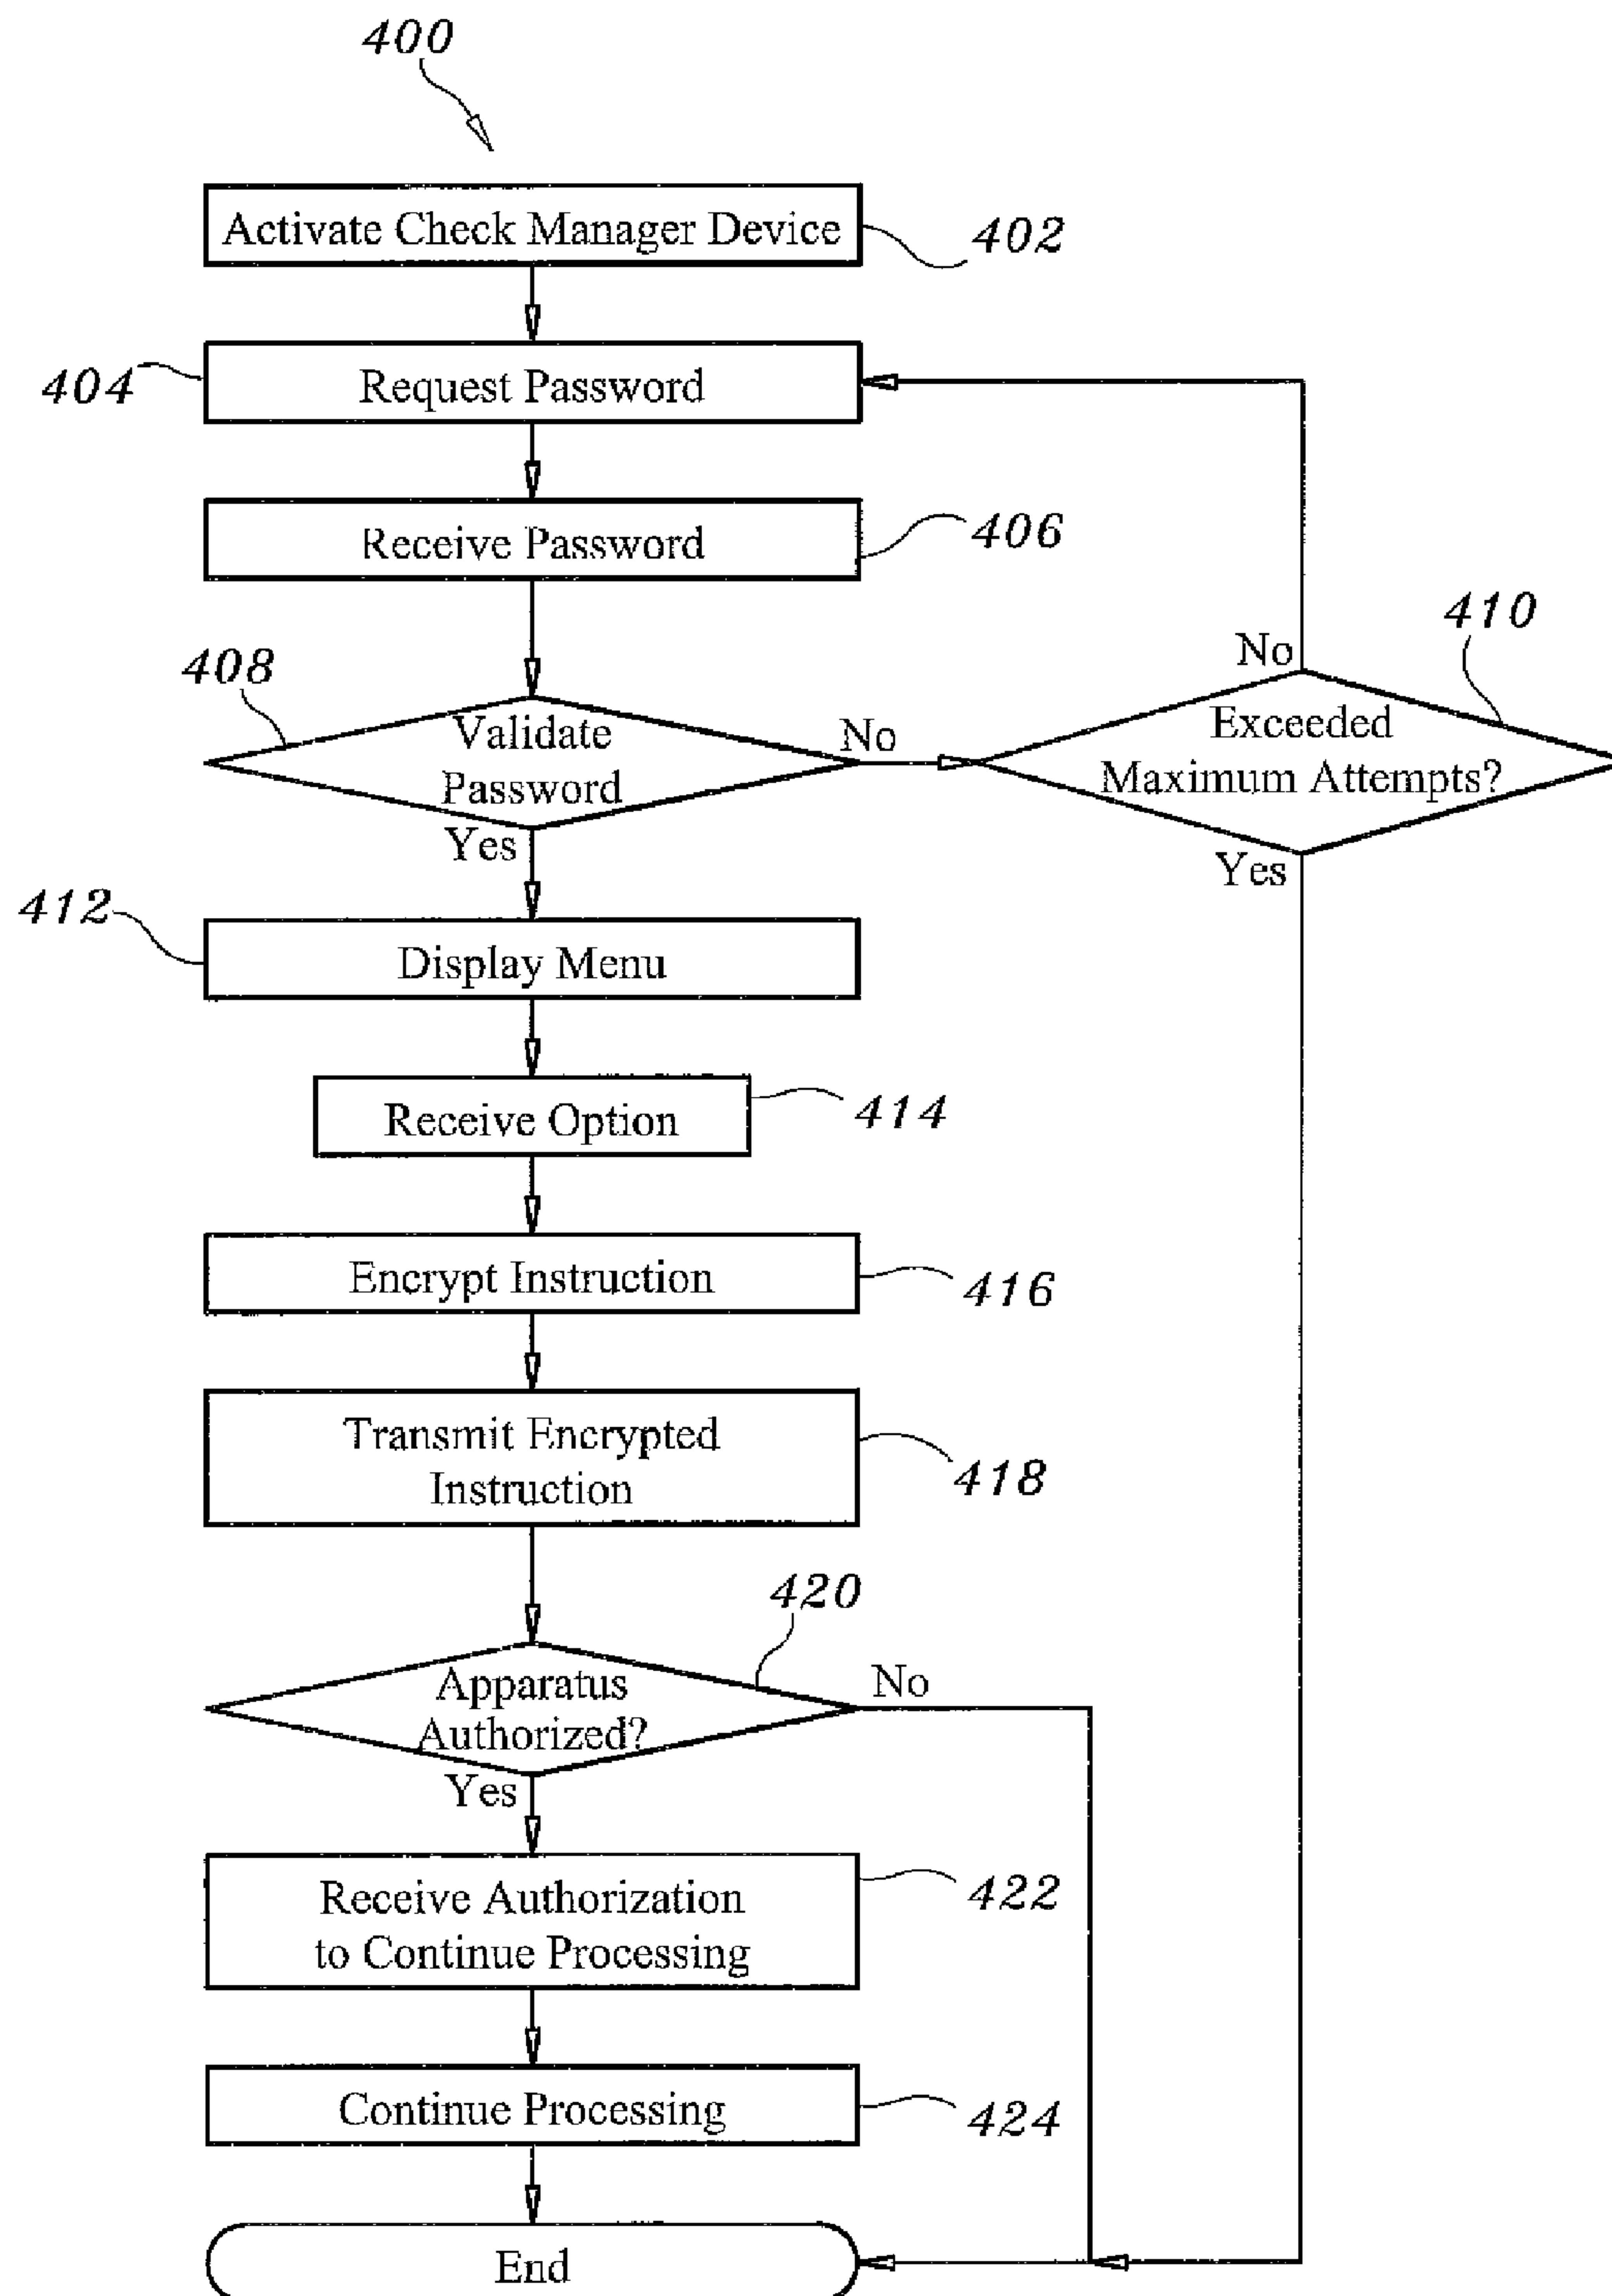 400
Activate Check Manager Device
402
404
Request Password
Receive Password
406
408
Validate
Password
No
Yes
410
No
Exceeded
Maximum Attempts?
Yes
412
Display Menu
Receive Option
414
Encrypt Instruction
416
Transmit Encrypted
Instruction
418
420
Apparatus
Authorized?
No
Yes
Receive Authorization
to Continue Processing
422
Continue Processing
424
End